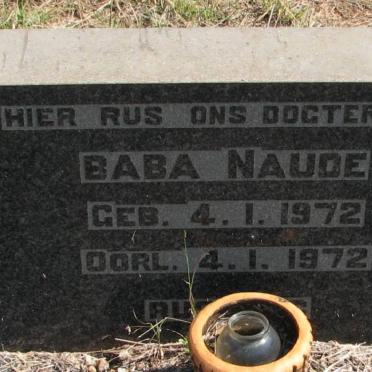 HIER RUS ONS DOGTER
BABA NAUDE
GEB. 4.1.1972
OORL. 4.1.1972